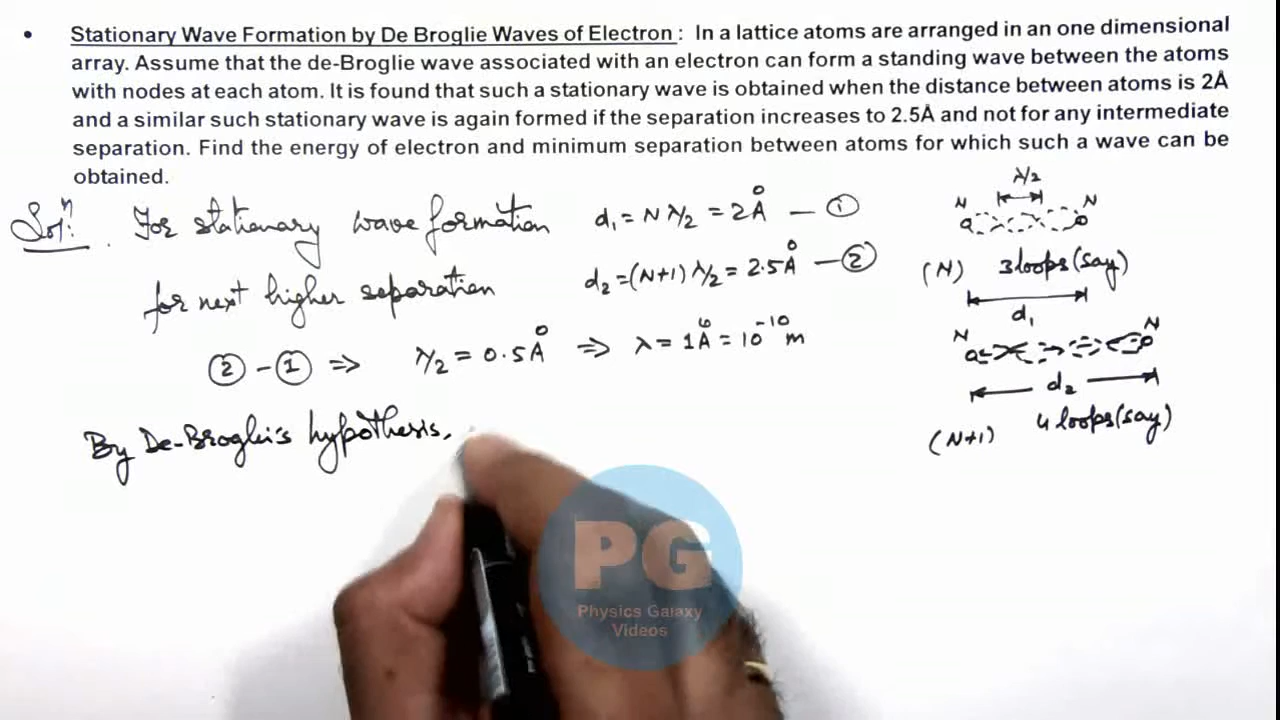 • Stationary Wave Formation by De Broglie Waves of Electron : In a lattice atoms are arranged in an one dimensional
array. Assume that the de-Broglie wave associated with an electron can form a standing wave between the atoms
with nodes at each atom. It is found that such a stationary wave is obtained when the distance between atoms is 2Å
and a similar such stationary wave is again formed if the separation increases to 2.5Å and not for any intermediate
separation. Find the energy of electron and minimum separation between atoms for which such a wave can be
obtained.
Solⁿ: For stationary wave formation d₁ = N λ/2 = 2Å — ①
for next higher separation d₂ = (N+1) λ/2 = 2.5Å — ②
② - ① ⇒ λ/2 = 0.5Å ⇒ λ = 1Å = 10⁻¹⁰ m
By De-Broglei's hypothesis,
λ/2
N N
(N) 3 loops (say)
d₁
N N
d₂
(N+1) 4 loops (say)
PG
Physics Galaxy
Videos